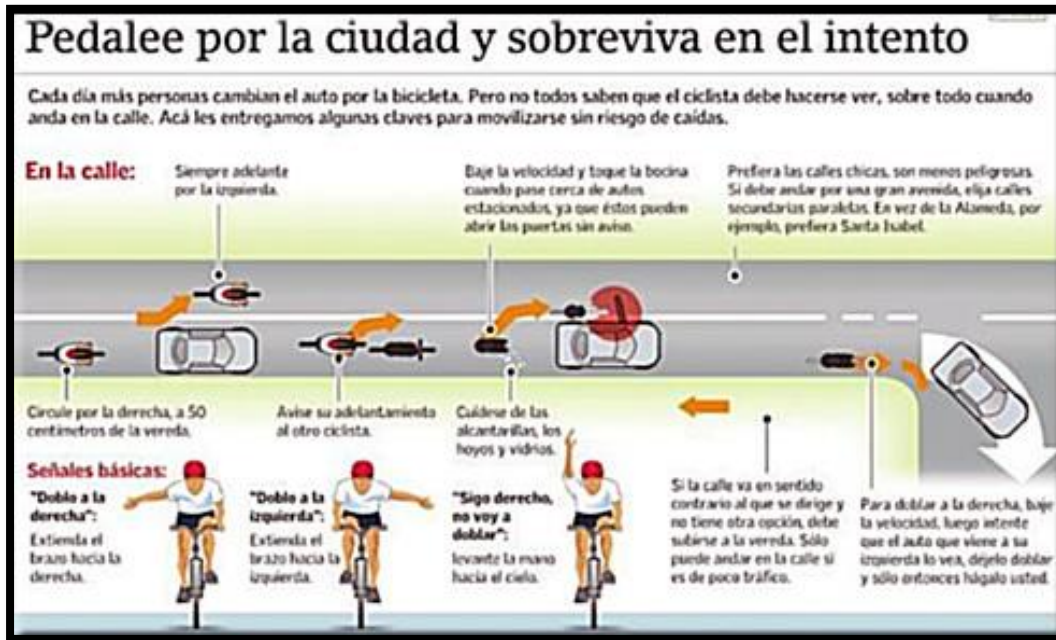 Pedalee por la ciudad y sobreviva en el intento
Cada día más personas cambian el auto por la bicicleta. Pero no todos saben que el ciclista debe hacerse ver, sobre todo cuando
anda en la calle. Acá les entregamos algunas claves para movilizarse sin riesgo de caídas.
En la calle:
Siempre adelante
por la izquierda.
Baje la velocidad y toque la bocina
cuando pase cerca de autos
estacionados, ya que éstos pueden
abrir las puertas sin aviso.
Prefiera las calles chicas, son menos peligrosas.
Si debe andar por una gran avenida, elija calles
secundarias paralelas. En vez de la Alameda, por
ejemplo, prefiera Santa Isabel.
Circule por la derecha, a 50
centímetros de la vereda.
Avise su adelantamiento
al otro ciclista.
Cuídese de las
alcantarillas, los
hoyos y vidrios.
Si la calle va en sentido
contrario al que se dirige y
no tiene otra opción, debe
subirse a la vereda. Sólo
puede andar en la calle si
es de poco tráfico.
Para doblar a la derecha, baje
la velocidad, luego intente
que el auto que viene a su
izquierda lo vea, déjelo doblar
y sólo entonces hágalo usted.
Señales básicas:
"Doblo a la
derecha":
Extienda el
brazo hacia la
derecha.
"Doblo a la
izquierda":
Extienda el
brazo hacia la
izquierda.
"Sigo derecho,
no voy a
doblar":
levante la mano
hacia el cielo.